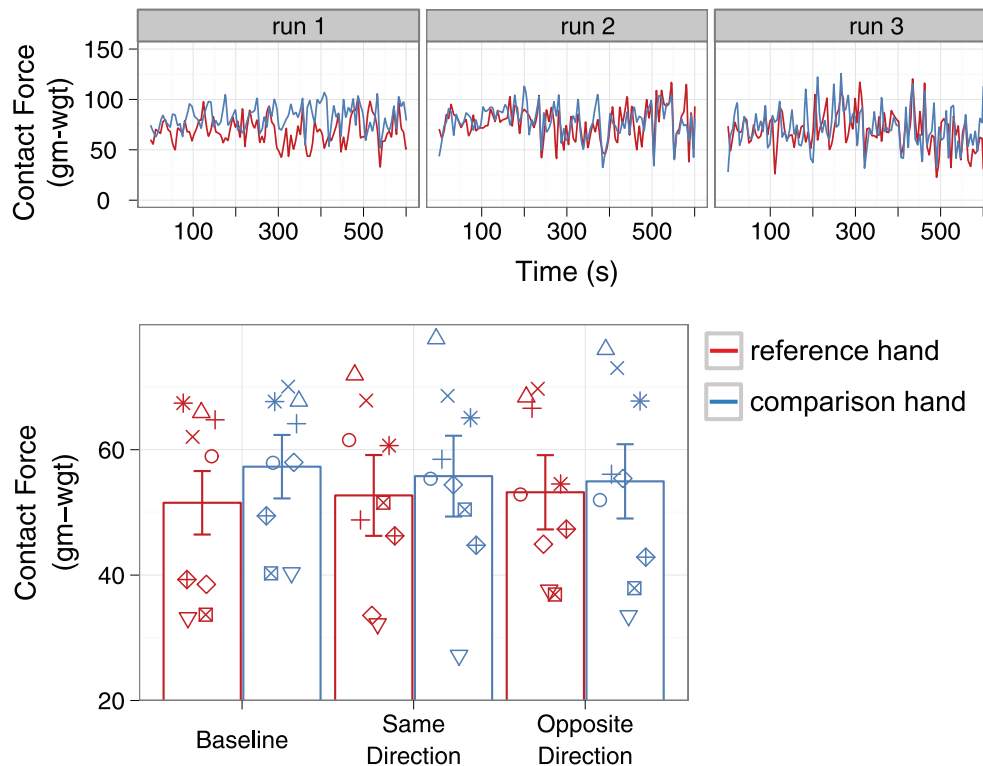 run 1 run 2 run 3
150
100
50
0
Contact Force
(gm-wgt)
100 300 500 100 300 500 100 300 500
Time (s)
reference hand
comparison hand
60
40
20
Contact Force
(gm−wgt)
Baseline Same Direction Opposite Direction